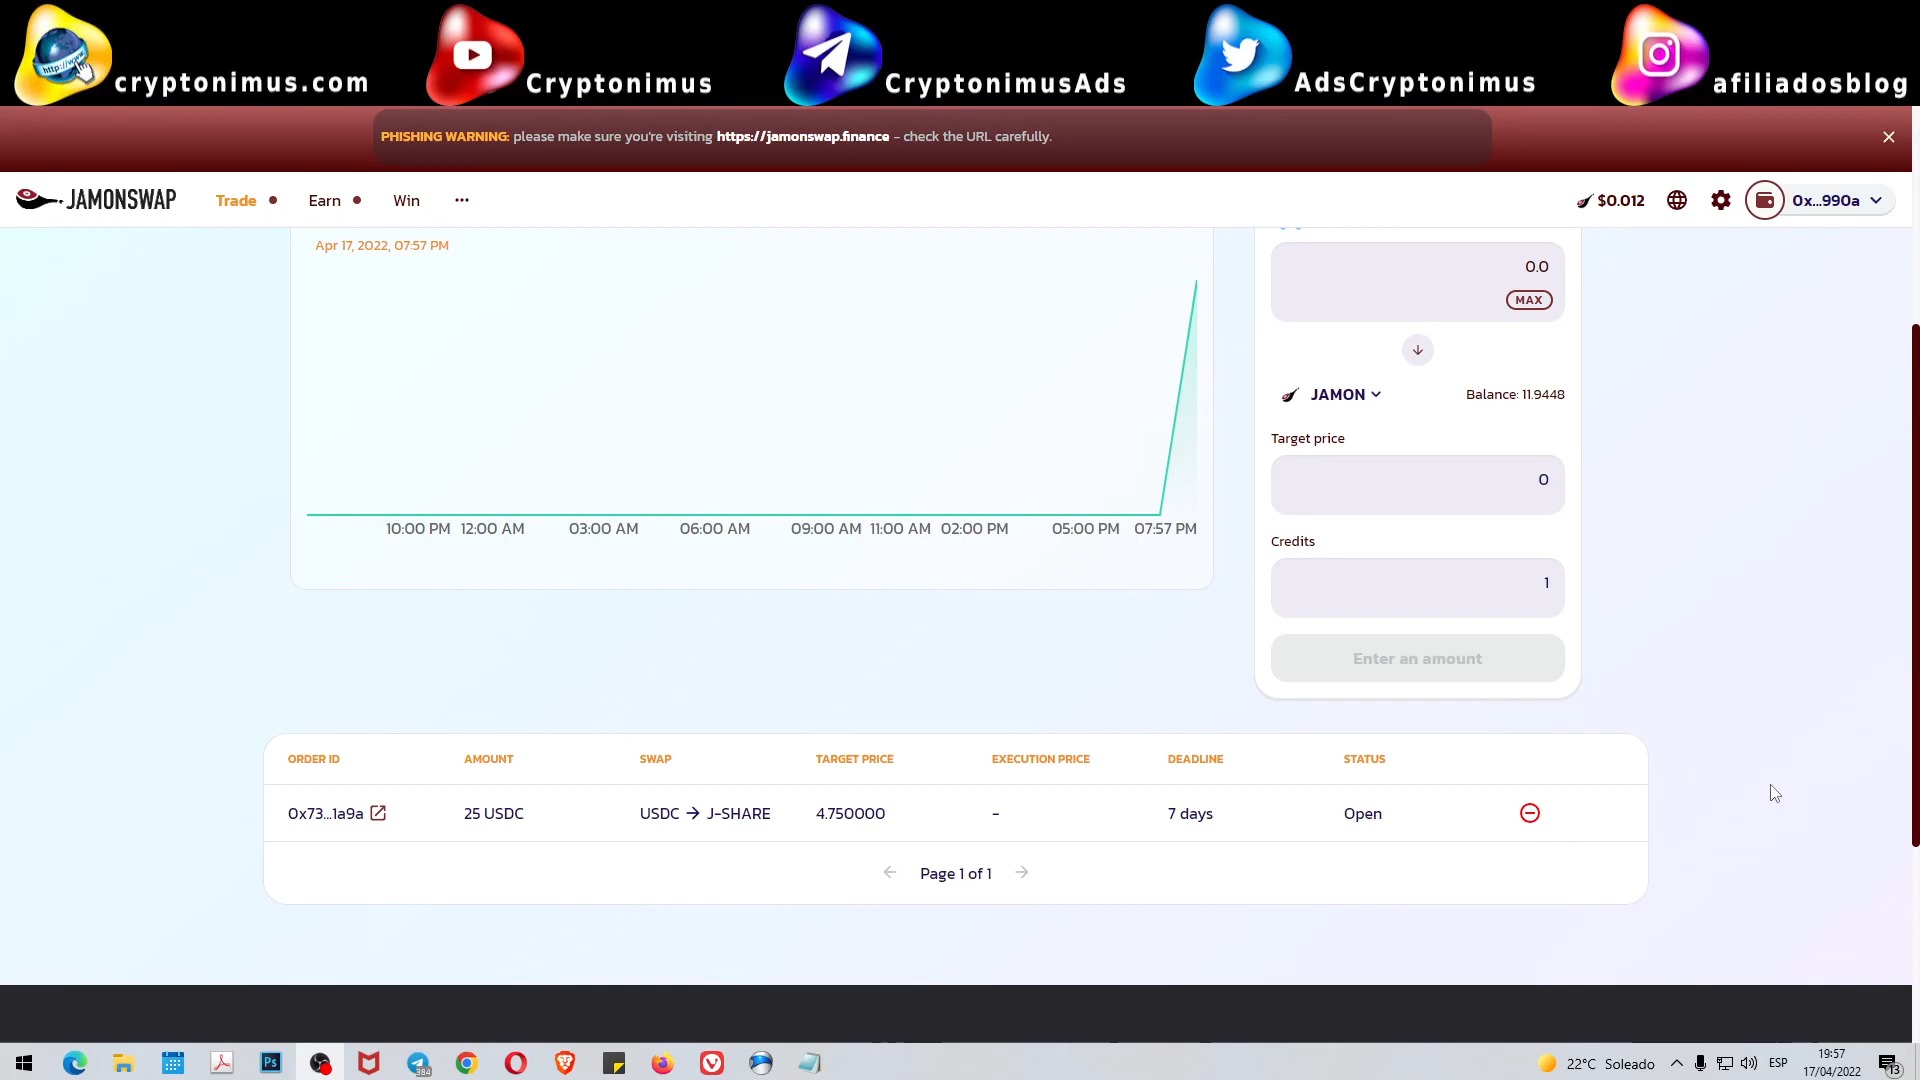 http://www
cryptonimus.com
Cryptonimus
CryptonimusAds
AdsCryptonimus
afiliadosblog
PHISHING WARNING: please make sure you're visiting https://jamonswap.finance - check the URL carefully.
JAMONSWAP
Trade
Earn
Win
$0.012
0x...990a
Apr 17, 2022, 07:57 PM
0.0
MAX
JAMON
Balance: 11.9448
Target price
0
10:00 PM 12:00 AM 03:00 AM 06:00 AM 09:00 AM 11:00 AM 02:00 PM 05:00 PM 07:57 PM
Credits
1
Enter an amount
ORDER ID AMOUNT SWAP TARGET PRICE EXECUTION PRICE DEADLINE STATUS
0x73...1a9a 25 USDC USDC → J-SHARE 4.750000 - 7 days Open
← Page 1 of 1 →
Ps
384
22°C Soleado
ESP
19:57
17/04/2022
13